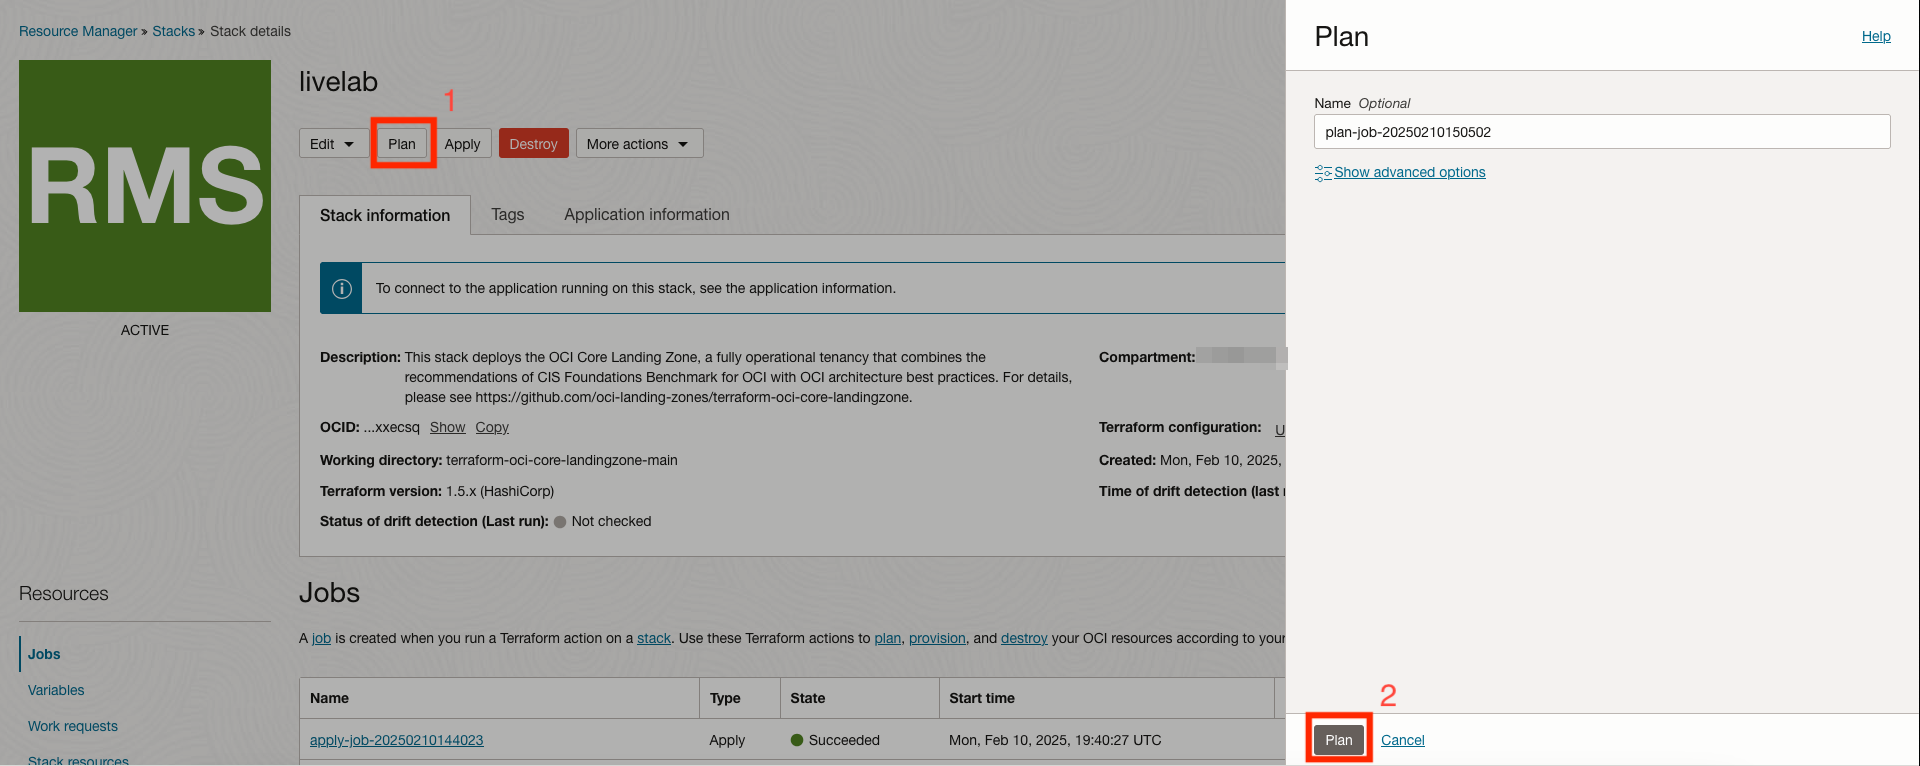 Resource Manager » Stacks » Stack details
RMS
ACTIVE
livelab
1
Edit Plan Apply Destroy More actions
Stack information Tags Application information
To connect to the application running on this stack, see the application information.
Description: This stack deploys the OCI Core Landing Zone, a fully operational tenancy that combines the
recommendations of CIS Foundations Benchmark for OCI with OCI architecture best practices. For details,
please see https://github.com/oci-landing-zones/terraform-oci-core-landingzone.
OCID: ...xxecsq Show Copy
Working directory: terraform-oci-core-landingzone-main
Terraform version: 1.5.x (HashiCorp)
Status of drift detection (Last run): Not checked
Compartment:
Terraform configuration: U
Created: Mon, Feb 10, 2025,
Time of drift detection (last
Resources
Jobs
Variables
Work requests
Stack resources
Jobs
A job is created when you run a Terraform action on a stack. Use these Terraform actions to plan, provision, and destroy your OCI resources according to your
Name Type State Start time
apply-job-20250210144023 Apply Succeeded Mon, Feb 10, 2025, 19:40:27 UTC
Plan
Help
Name Optional
plan-job-20250210150502
Show advanced options
2
Plan Cancel